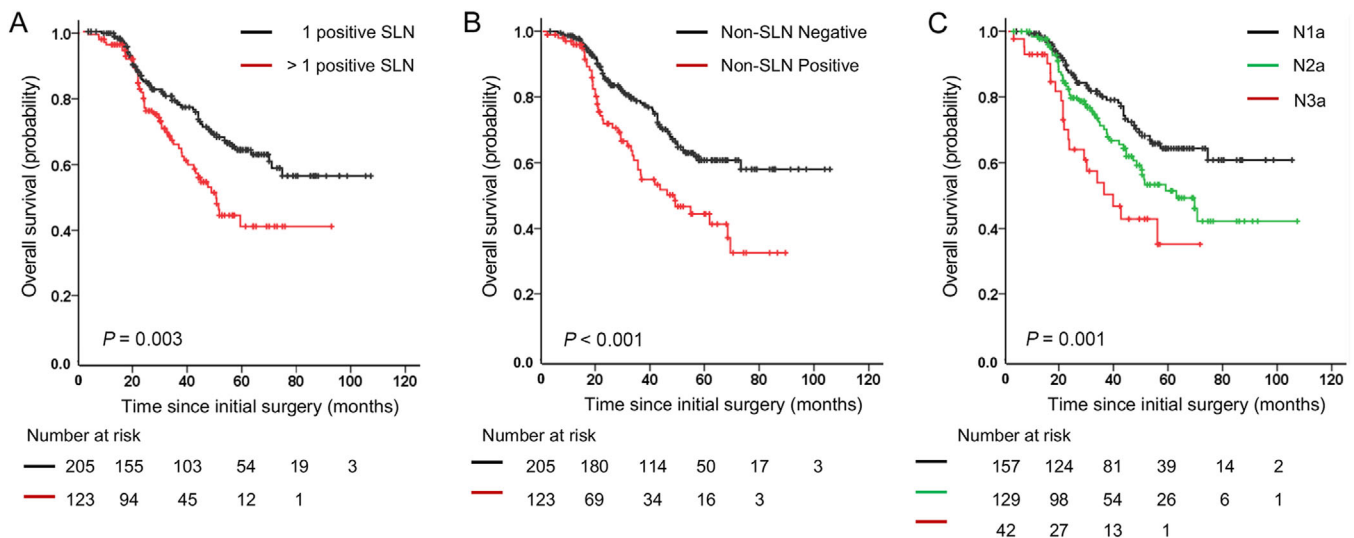 A
1 positive SLN
> 1 positive SLN
Overall survival (probability)
1.0
0.8
0.6
0.4
0.2
0.0
P = 0.003
0 20 40 60 80 100 120
Time since initial surgery (months)
Number at risk
205 155 103 54 19 3
123 94 45 12 1
B
Non-SLN Negative
Non-SLN Positive
Overall survival (probability)
1.0
0.8
0.6
0.4
0.2
0.0
P < 0.001
0 20 40 60 80 100 120
Time since initial surgery (months)
Number at risk
205 180 114 50 17 3
123 69 34 16 3
C
N1a
N2a
N3a
Overall survival (probability)
1.0
0.8
0.6
0.4
0.2
0.0
P = 0.001
0 20 40 60 80 100 120
Time since initial surgery (months)
Number at risk
157 124 81 39 14 2
129 98 54 26 6 1
42 27 13 1